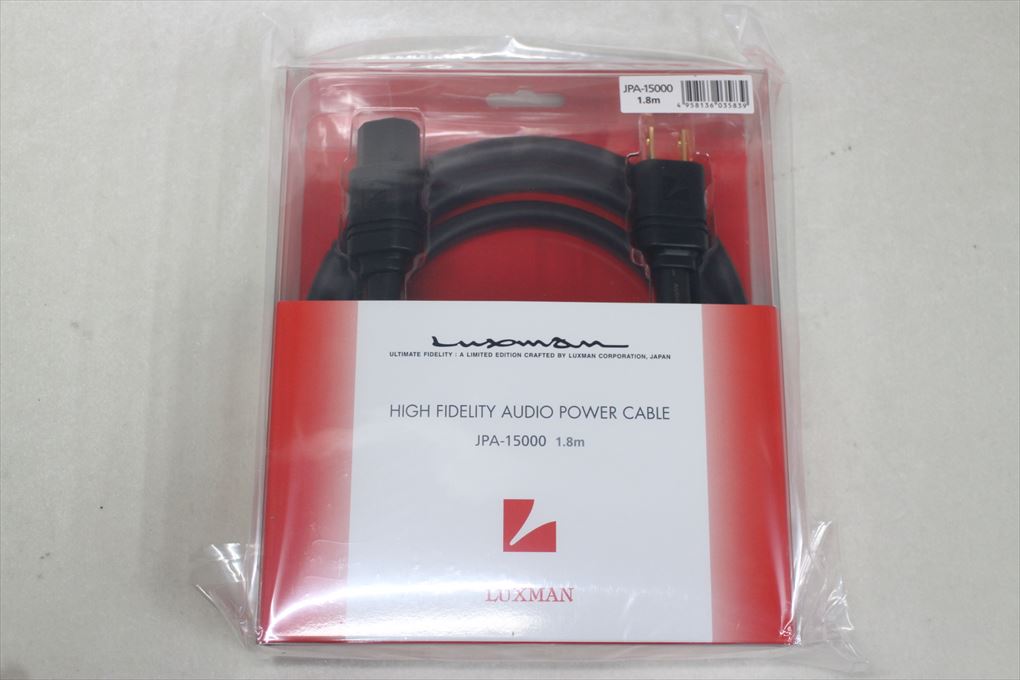 JPA-15000
1.8m
4 958136 035839
Luxman
ULTIMATE FIDELITY : A LIMITED EDITION CRAFTED BY LUXMAN CORPORATION, JAPAN
HIGH FIDELITY AUDIO POWER CABLE
JPA-15000 1.8m
LUXMAN